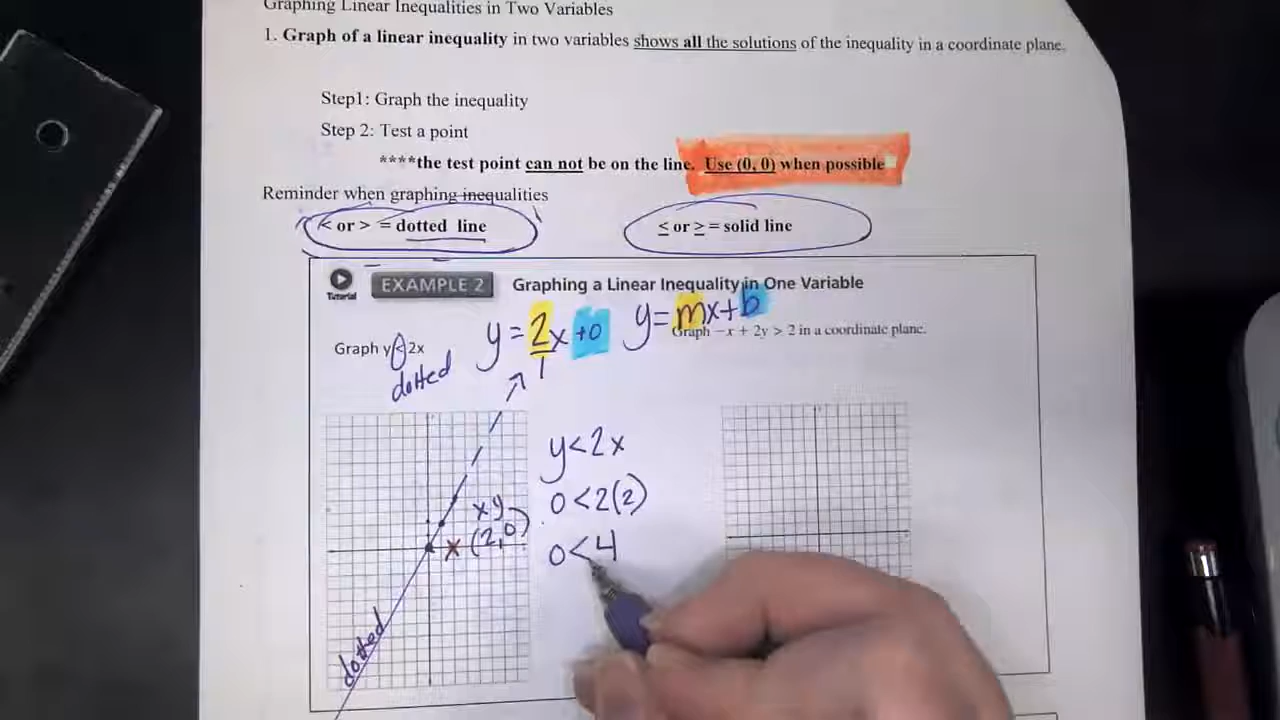 Graphing Linear Inequalities in Two Variables
1. Graph of a linear inequality in two variables shows all the solutions of the inequality in a coordinate plane.
Step1: Graph the inequality
Step 2: Test a point
****the test point can not be on the line. Use (0, 0) when possible
Reminder when graphing inequalities
< or > = dotted line
≤ or ≥ = solid line
Tutorial
EXAMPLE 2 Graphing a Linear Inequality in One Variable
Graph y < 2x
dotted
y = 2x +0
1
y = mx + b
Graph −x + 2y > 2 in a coordinate plane.
y < 2x
0 < 2(2)
0 < 4
x y
x (2,0)
dotted